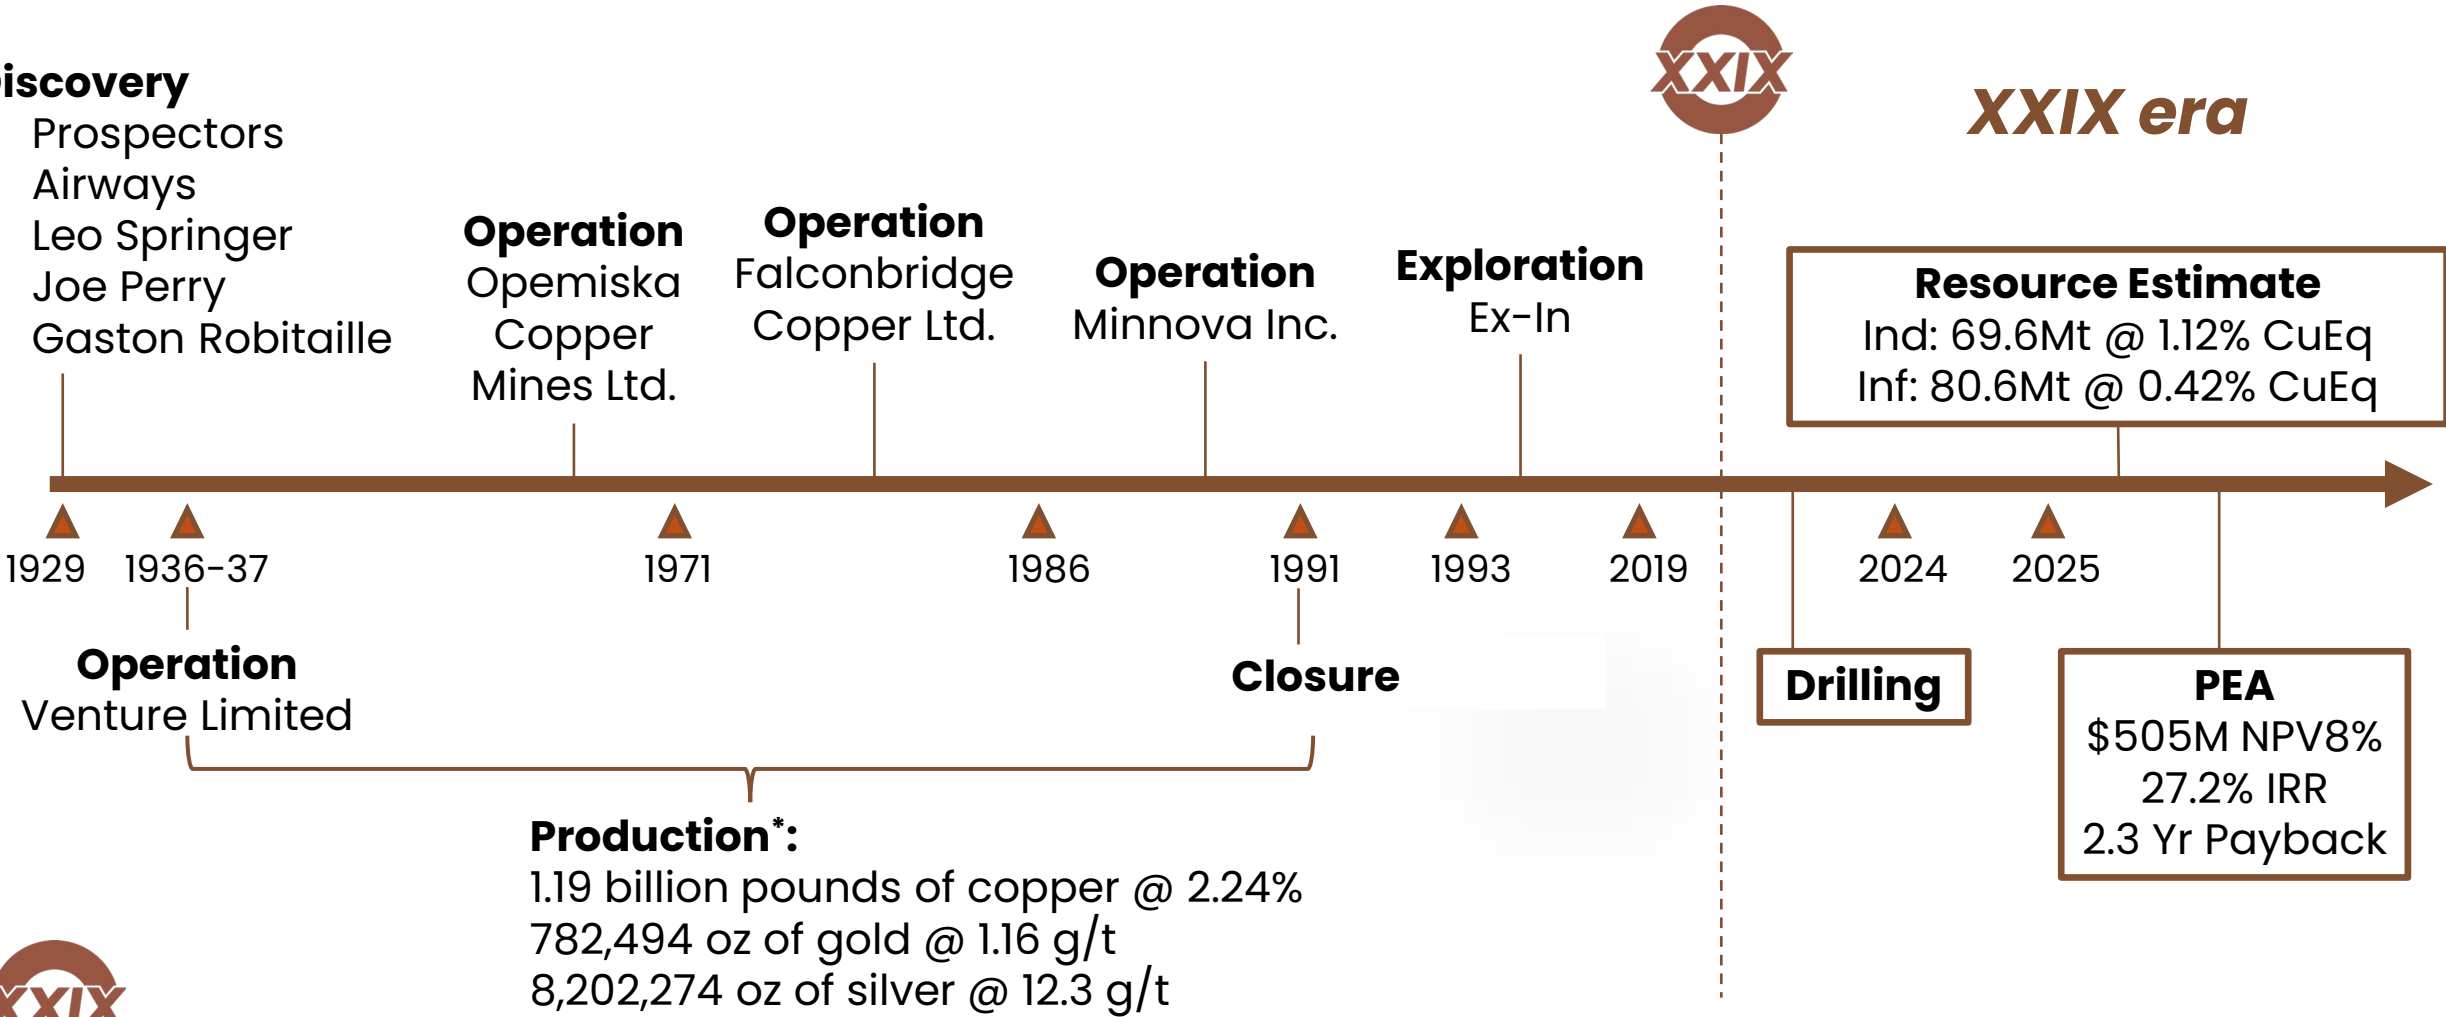 XXIX
XXIX era
iscovery
Prospectors
Airways
Leo Springer
Joe Perry
Gaston Robitaille
Operation
Opemiska
Copper
Mines Ltd.
Operation
Falconbridge
Copper Ltd.
Operation
Minnova Inc.
Exploration
Ex-In
Resource Estimate
Ind: 69.6Mt @ 1.12% CuEq
Inf: 80.6Mt @ 0.42% CuEq
1929
1936-37
1971
1986
1991
1993
2019
2024
2025
Operation
Venture Limited
Closure
Drilling
PEA
$505M NPV8%
27.2% IRR
2.3 Yr Payback
Production*:
1.19 billion pounds of copper @ 2.24%
782,494 oz of gold @ 1.16 g/t
8,202,274 oz of silver @ 12.3 g/t
XXIX